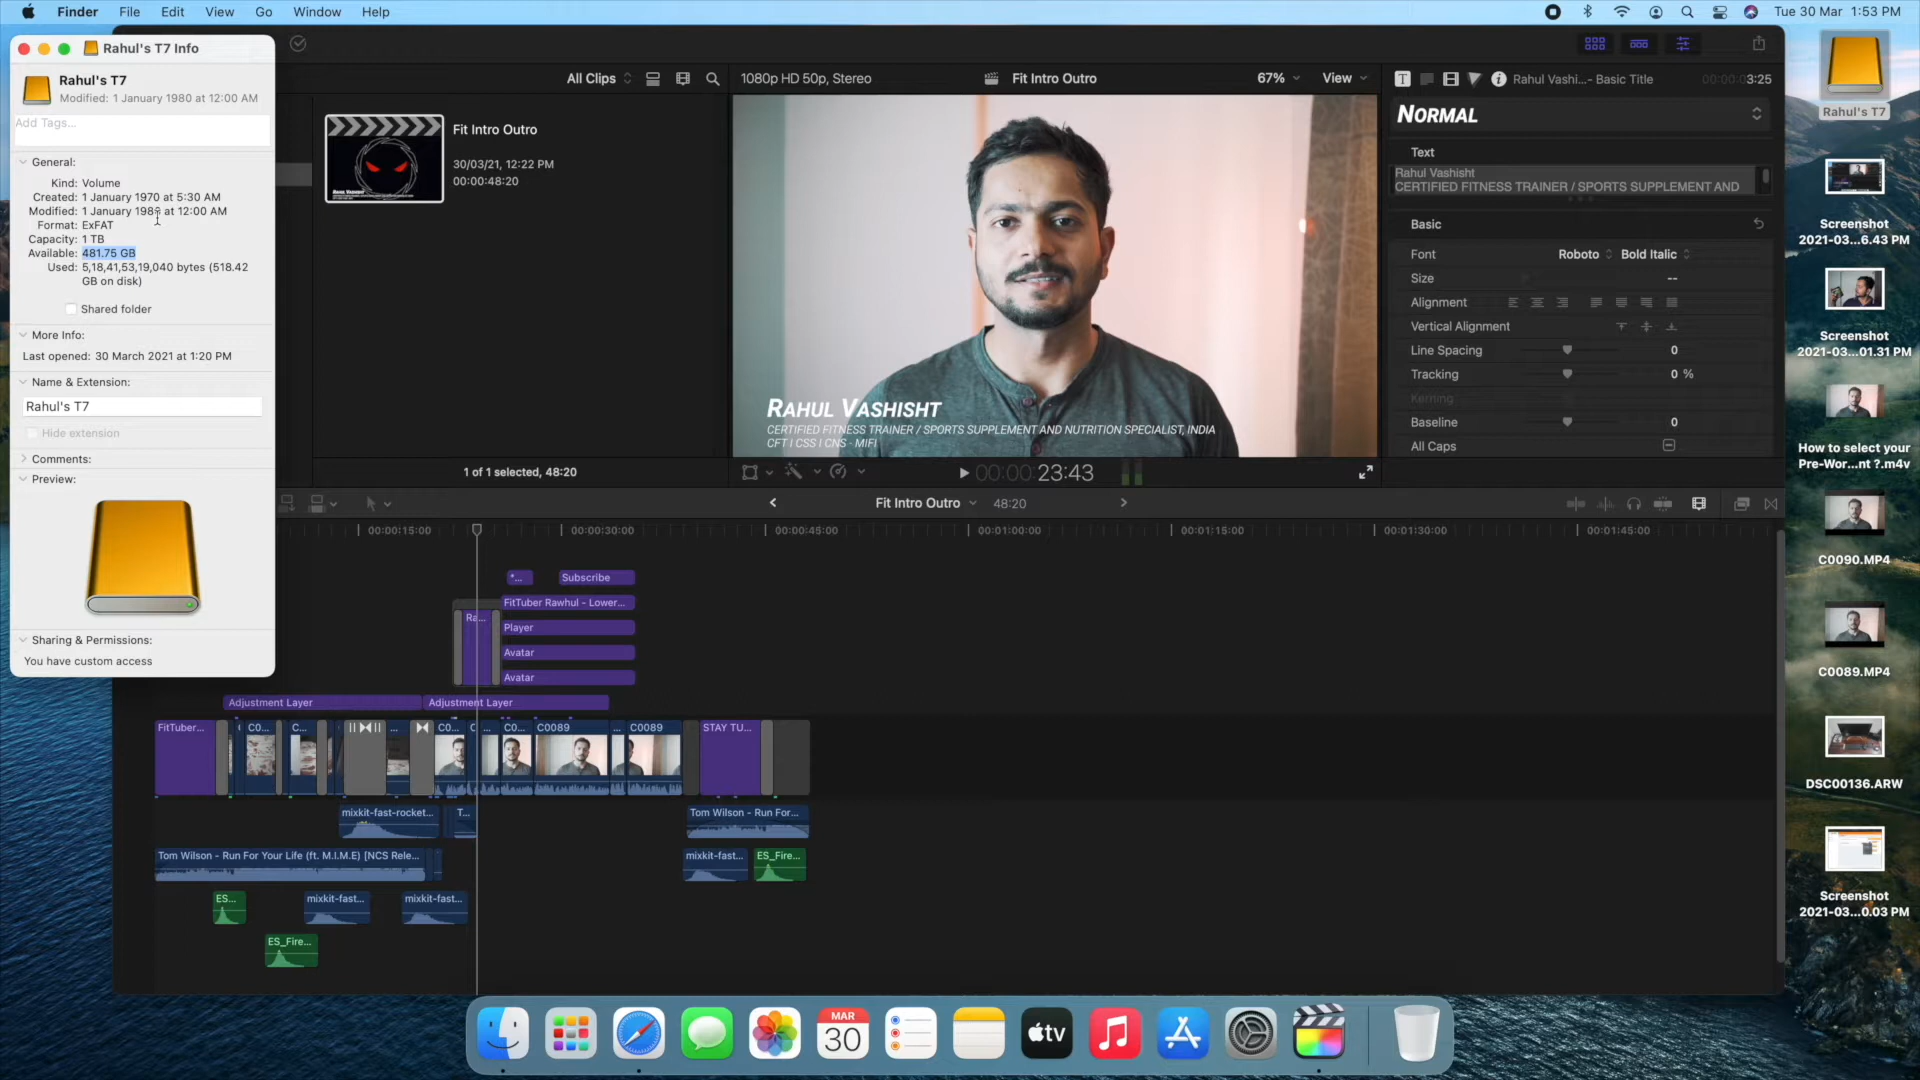 Finder File Edit View Go Window Help
Tue 30 Mar 1:53 PM
Rahul's T7 Info
Rahul's T7
Modified: 1 January 1980 at 12:00 AM
Add Tags...
General:
Kind: Volume
Created: 1 January 1970 at 5:30 AM
Modified: 1 January 1980 at 12:00 AM
Format: ExFAT
Capacity: 1 TB
Available: 481.75 GB
Used: 5,18,41,53,19,040 bytes (518.42
GB on disk)
Shared folder
More Info:
Last opened: 30 March 2021 at 1:20 PM
Name & Extension:
Rahul's T7
Hide extension
Comments:
Preview:
Sharing & Permissions:
You have custom access
All Clips
Fit Intro Outro
30/03/21, 12:22 PM
00:00:48:20
1 of 1 selected, 48:20
1080p HD 50p, Stereo
Fit Intro Outro
67%
View
RAHUL VASHISHT
CERTIFIED FITNESS TRAINER / SPORTS SUPPLEMENT AND NUTRITION SPECIALIST, INDIA
CFT I CSS I CNS - MIFI
00:00:23:43
Rahul Vashi...- Basic Title
00:00:03:25
NORMAL
Text
Rahul Vashisht
CERTIFIED FITNESS TRAINER / SPORTS SUPPLEMENT AND
Basic
Font Roboto Bold Italic
Size --
Alignment
Vertical Alignment
Line Spacing 0
Tracking 0 %
Kerning
Baseline 0
All Caps
Fit Intro Outro 48:20
00:00:15:00 00:00:30:00 00:00:45:00 00:01:00:00 00:01:15:00 00:01:30:00 00:01:45:00
*... Subscribe
FitTuber Rawhul - Lower...
Ra...
Player
Avatar
Avatar
Adjustment Layer Adjustment Layer
FitTuber... C0... C... ... C0... C ... C0... C0089 ... C0089 STAY TU...
mixkit-fast-rocket... T... Tom Wilson - Run For...
Tom Wilson - Run For Your Life (ft. M.I.M.E) [NCS Rele... mixkit-fast... ES_Fire...
ES... mixkit-fast... mixkit-fast...
ES_Fire...
Rahul's T7
Screenshot
2021-03...6.43 PM
Screenshot
2021-03...01.31 PM
How to select your
Pre-Wor...nt ?.m4v
C0090.MP4
C0089.MP4
DSC00136.ARW
Screenshot
2021-03...0.03 PM
MAR
30
tv